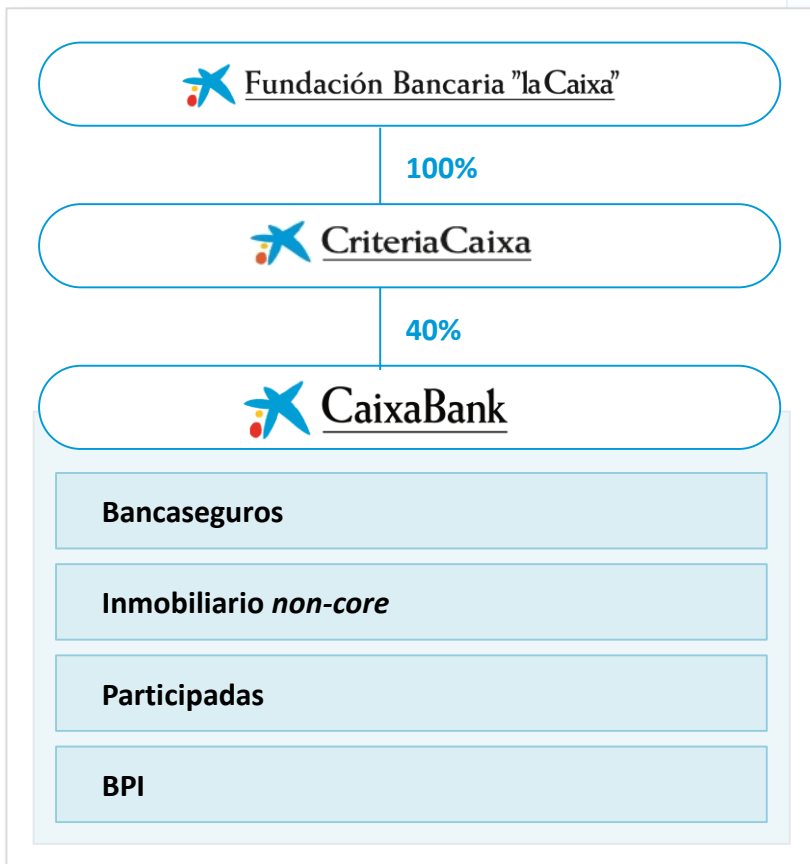 Fundación Bancaria ”la Caixa”
100%
CriteriaCaixa
40%
CaixaBank
Bancaseguros
Inmobiliario non-core
Participadas
BPI